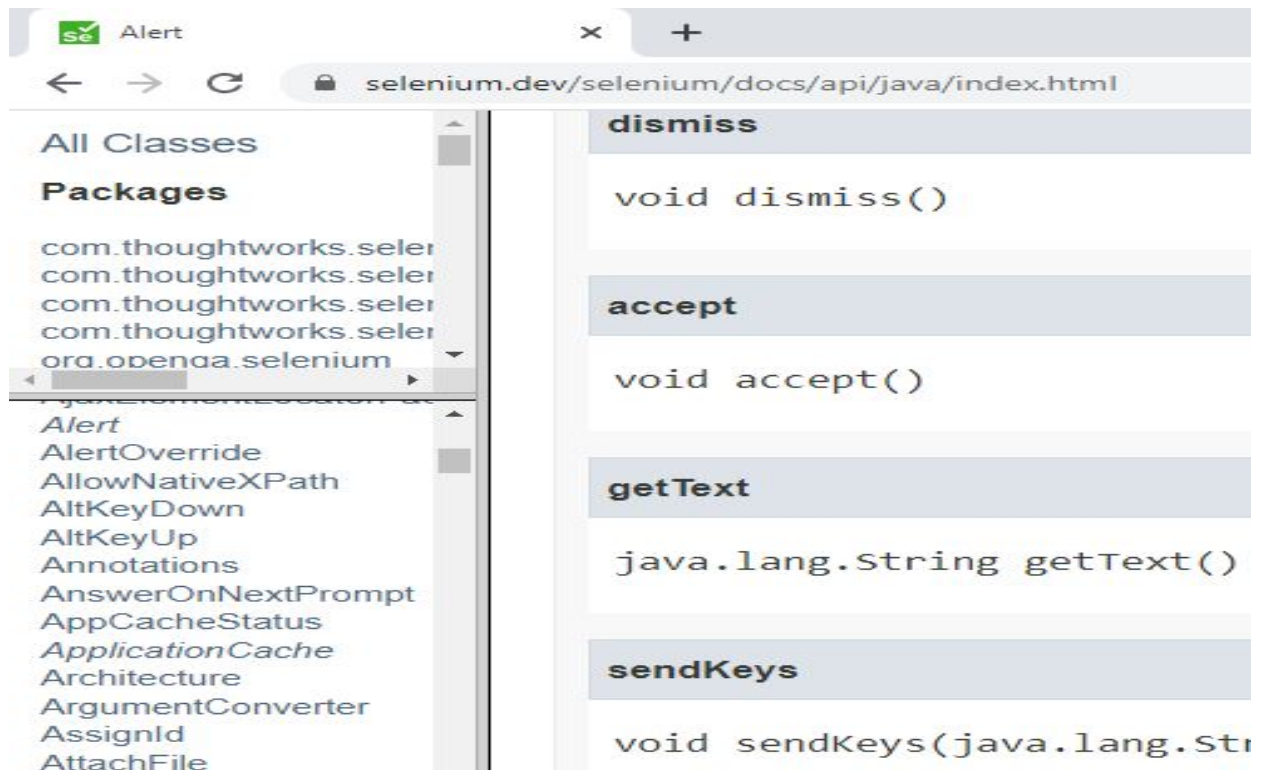 Se Alert
selenium.dev/selenium/docs/api/java/index.html
All Classes
Packages
com.thoughtworks.seler
com.thoughtworks.seler
com.thoughtworks.seler
com.thoughtworks.seler
org.openqa.selenium
Alert
AlertOverride
AllowNativeXPath
AltKeyDown
AltKeyUp
Annotations
AnswerOnNextPrompt
AppCacheStatus
ApplicationCache
Architecture
ArgumentConverter
AssignId
AttachFile
dismiss
void dismiss()
accept
void accept()
getText
java.lang.String getText()
sendKeys
void sendKeys(java.lang.Str